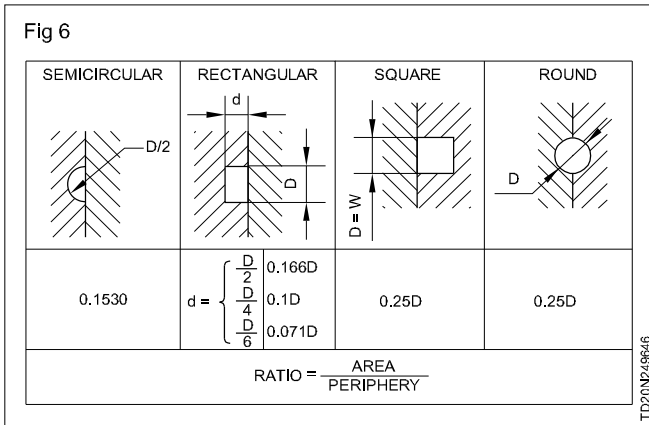 Fig 6
SEMICIRCULAR RECTANGULAR SQUARE ROUND
d
D/2
D
D = W
D
0.1530
d = { D/2 0.166D
D/4 0.1D
D/6 0.071D
0.25D
0.25D
RATIO = AREA / PERIPHERY
TD20N249646